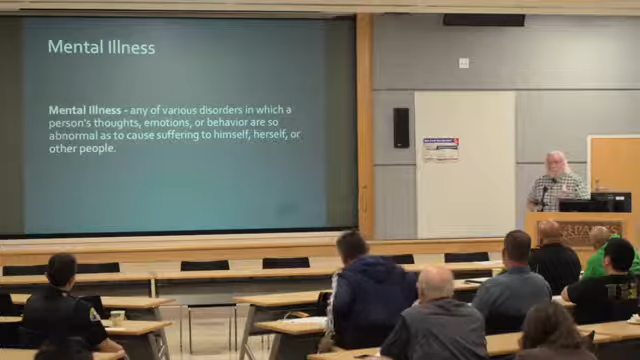 Mental Illness
Mental Illness - any of various disorders in which a
person's thoughts, emotions, or behavior are so
abnormal as to cause suffering to himself, herself, or
other people.